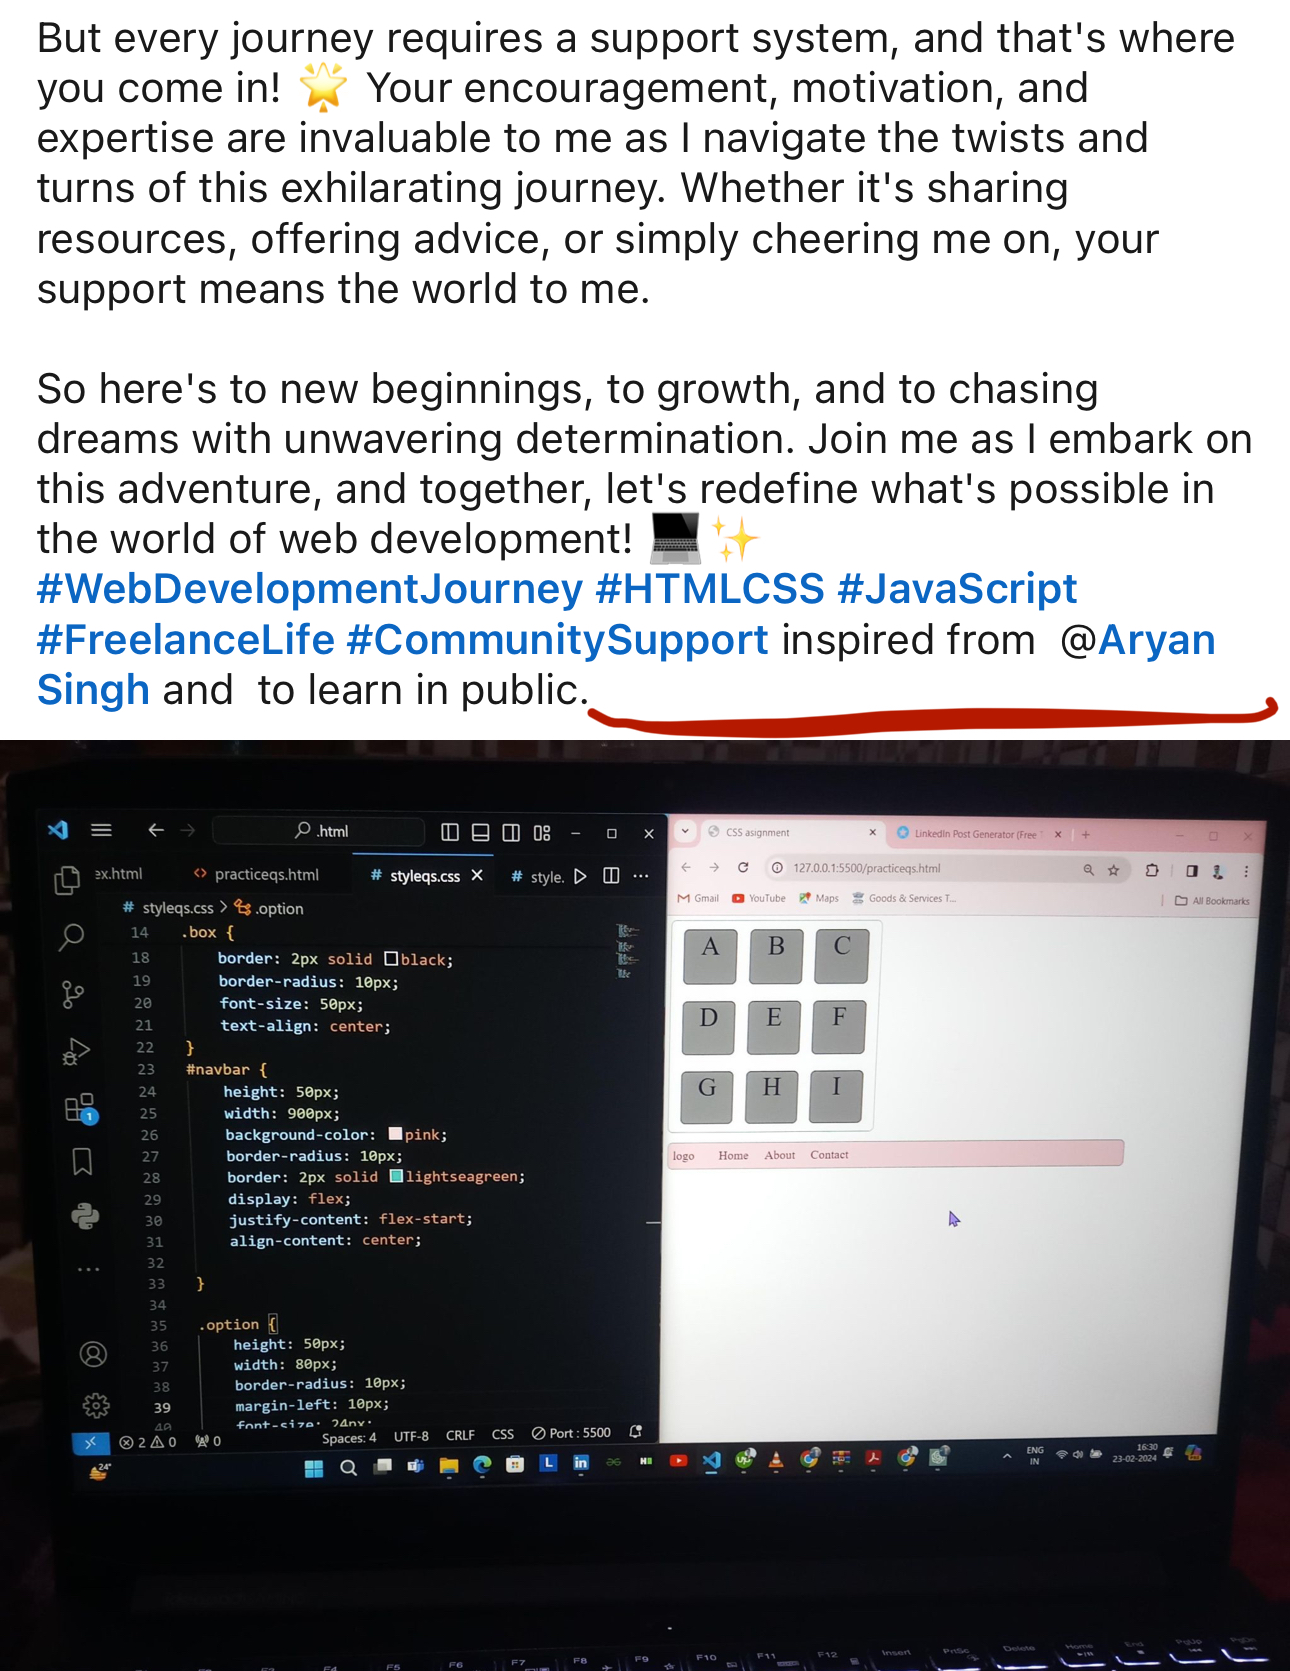 But every journey requires a support system, and that's where
you come in! 🌟 Your encouragement, motivation, and
expertise are invaluable to me as I navigate the twists and
turns of this exhilarating journey. Whether it's sharing
resources, offering advice, or simply cheering me on, your
support means the world to me.
So here's to new beginnings, to growth, and to chasing
dreams with unwavering determination. Join me as I embark on
this adventure, and together, let's redefine what's possible in
the world of web development! 💻✨
#WebDevelopmentJourney #HTMLCSS #JavaScript
#FreelanceLife #CommunitySupport inspired from @Aryan
Singh and to learn in public.
.html
ex.html <> practiceqs.html # styleqs.css X # style.
# styleqs.css > .option
14 .box {
18 border: 2px solid black;
19 border-radius: 10px;
20 font-size: 50px;
21 text-align: center;
22 }
23 #navbar {
24 height: 50px;
25 width: 900px;
26 background-color: pink;
27 border-radius: 10px;
28 border: 2px solid lightseagreen;
29 display: flex;
30 justify-content: flex-start;
31 align-content: center;
32
33 }
34
35 .option {
36 height: 50px;
37 width: 80px;
38 border-radius: 10px;
39 margin-left: 10px;
40 font-size: 24px;
1
2 0 0 Spaces: 4 UTF-8 CRLF CSS Port : 5500
CSS asignment LinkedIn Post Generator (Free
127.0.0.1:5500/practiceqs.html
Gmail YouTube Maps Goods & Services T... All Bookmarks
A B C
D E F
G H I
logo Home About Contact
24°
L in
ENG
IN
16:30
23-02-2024
F4 F5 F6 F7 F8 F9 F10 F11 F12 Insert PrtSc Delete Home End PgUp PgDn